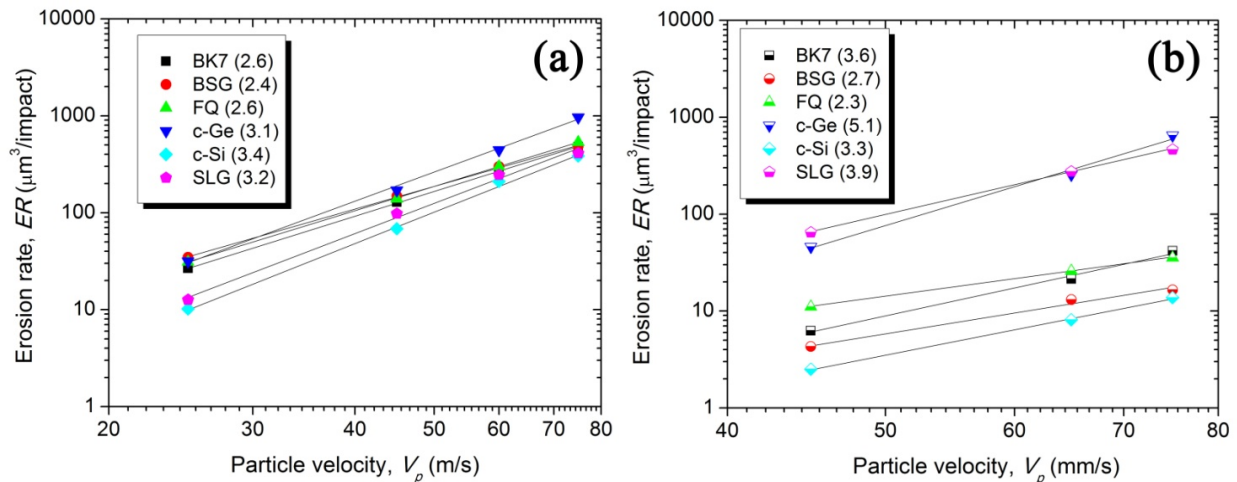 10000
1000
100
10
1
Erosion rate, ER (μm³/impact)
BK7 (2.6)
BSG (2.4)
FQ (2.6)
c-Ge (3.1)
c-Si (3.4)
SLG (3.2)
(a)
20 30 40 50 60 70 80
Particle velocity, Vₚ (m/s)
10000
1000
100
10
1
Erosion rate, ER (μm³/impact)
BK7 (3.6)
BSG (2.7)
FQ (2.3)
c-Ge (5.1)
c-Si (3.3)
SLG (3.9)
(b)
40 50 60 70 80
Particle velocity, Vₚ (mm/s)